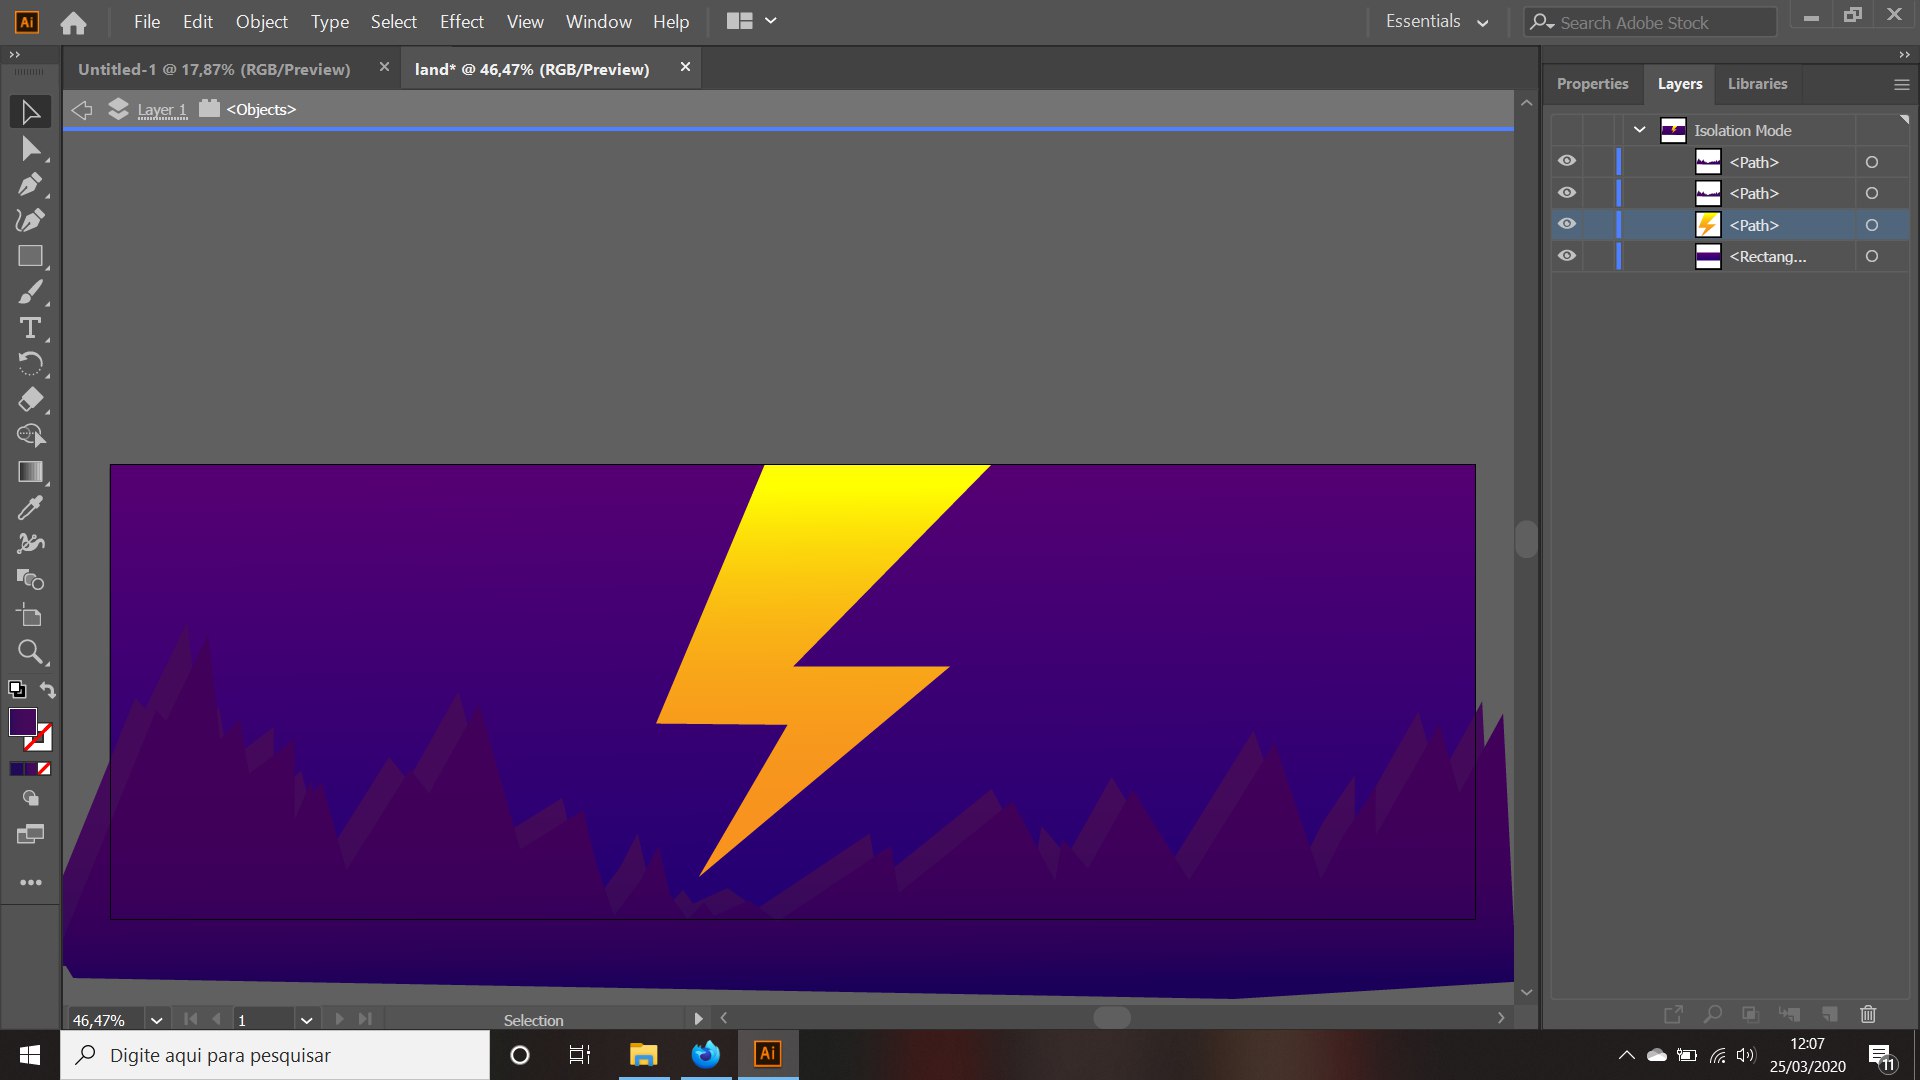 Ai File Edit Object Type Select Effect View Window Help Essentials Search Adobe Stock
Untitled-1 @ 17,87% (RGB/Preview) land* @ 46,47% (RGB/Preview)
Properties Layers Libraries
Layer 1 <Objects>
Isolation Mode
<Path>
<Path>
<Path>
<Rectang...
T
46,47% 1 Selection
Digite aqui para pesquisar
Ai
12:07
25/03/2020
11